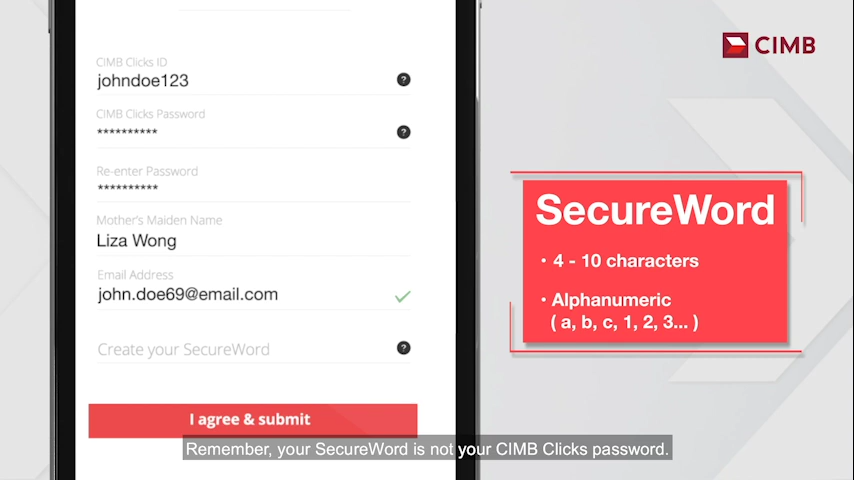 CIMB
CIMB Clicks ID
johndoe123
?
CIMB Clicks Password
**********
?
Re-enter Password
**********
Mother's Maiden Name
Liza Wong
Email Address
john.doe69@email.com
Create your SecureWord
?
I agree & submit
SecureWord
• 4 - 10 characters
• Alphanumeric
( a, b, c, 1, 2, 3... )
Remember, your SecureWord is not your CIMB Clicks password.